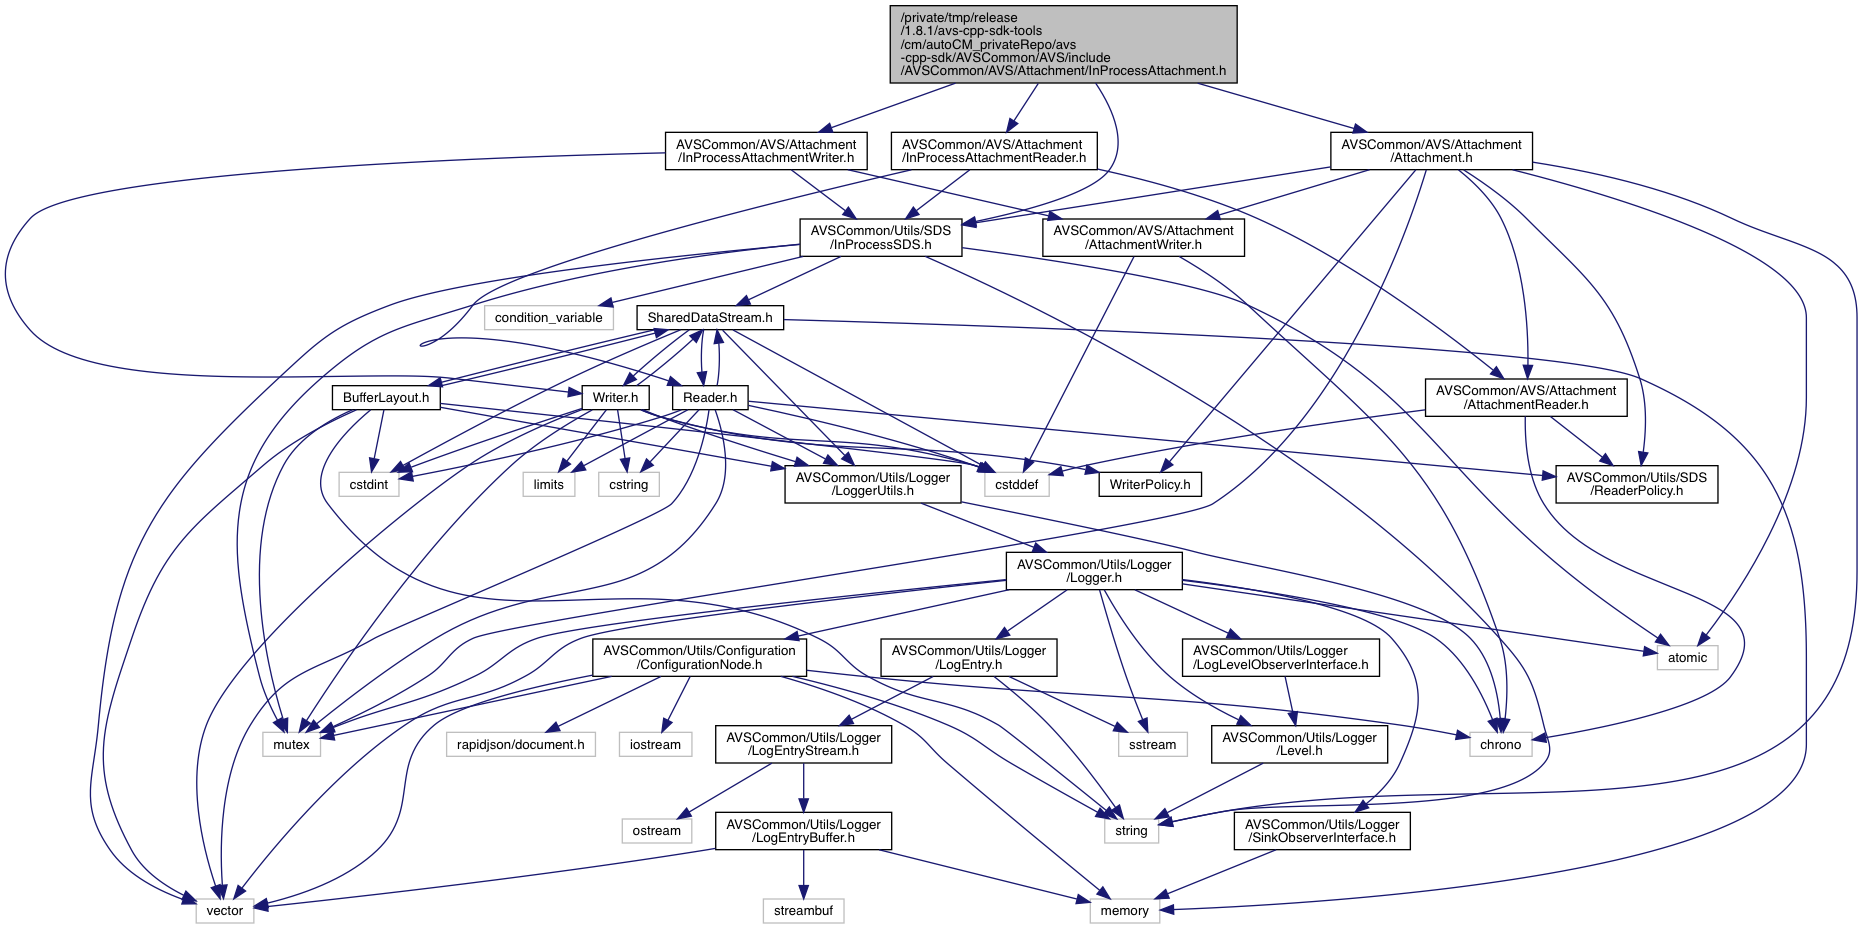 /private/tmp/release
/1.8.1/avs-cpp-sdk-tools
/cm/autoCM_privateRepo/avs
-cpp-sdk/AVSCommon/AVS/include
/AVSCommon/AVS/Attachment/InProcessAttachment.h
AVSCommon/AVS/Attachment
/InProcessAttachmentWriter.h
AVSCommon/AVS/Attachment
/InProcessAttachmentReader.h
AVSCommon/AVS/Attachment
/Attachment.h
AVSCommon/Utils/SDS
/InProcessSDS.h
AVSCommon/AVS/Attachment
/AttachmentWriter.h
condition_variable
SharedDataStream.h
BufferLayout.h
Writer.h
Reader.h
AVSCommon/AVS/Attachment
/AttachmentReader.h
cstdint
limits
cstring
AVSCommon/Utils/Logger
/LoggerUtils.h
cstddef
WriterPolicy.h
AVSCommon/Utils/SDS
/ReaderPolicy.h
AVSCommon/Utils/Logger
/Logger.h
AVSCommon/Utils/Configuration
/ConfigurationNode.h
AVSCommon/Utils/Logger
/LogEntry.h
AVSCommon/Utils/Logger
/LogLevelObserverInterface.h
atomic
mutex
rapidjson/document.h
iostream
AVSCommon/Utils/Logger
/LogEntryStream.h
sstream
AVSCommon/Utils/Logger
/Level.h
chrono
ostream
AVSCommon/Utils/Logger
/LogEntryBuffer.h
string
AVSCommon/Utils/Logger
/SinkObserverInterface.h
vector
streambuf
memory